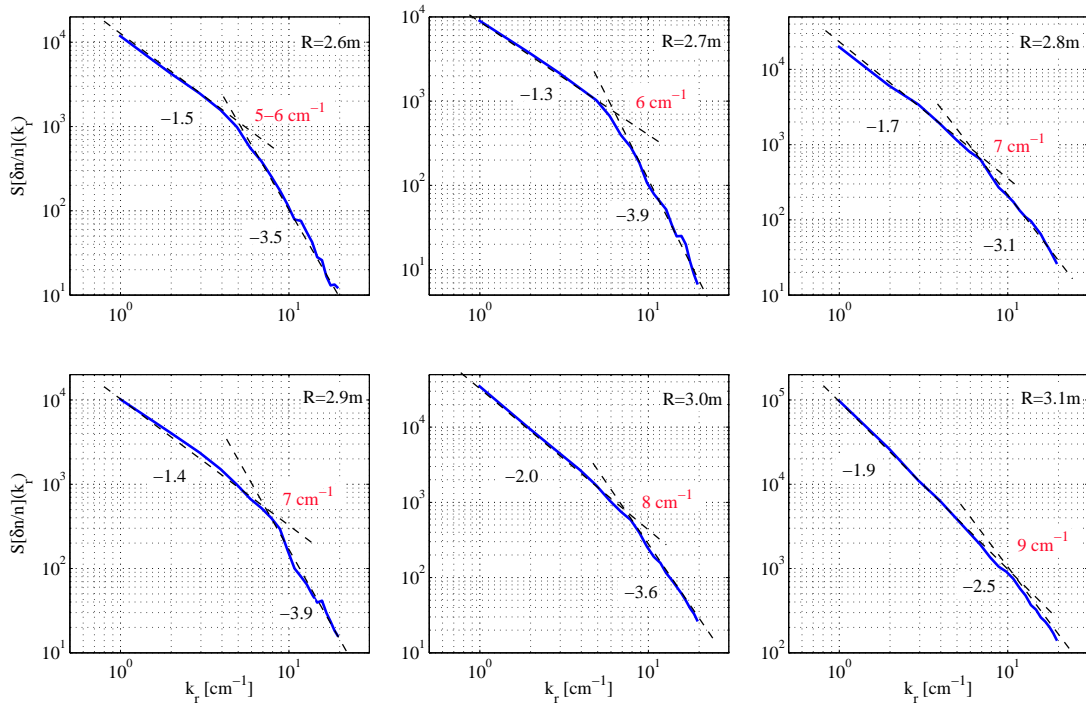 S[δn/n](k_r)
10^4
10^3
10^2
10^1
10^0
10^1
R=2.6m
−1.5
5−6 cm^−1
−3.5
10^4
10^3
10^2
10^1
10^0
10^1
R=2.7m
−1.3
6 cm^−1
−3.9
10^4
10^3
10^2
10^1
10^0
10^1
R=2.8m
−1.7
7 cm^−1
−3.1
S[δn/n](k_r)
10^4
10^3
10^2
10^1
10^0
10^1
k_r [cm^−1]
R=2.9m
−1.4
7 cm^−1
−3.9
10^4
10^3
10^2
10^1
10^0
10^1
k_r [cm^−1]
R=3.0m
−2.0
8 cm^−1
−3.6
10^5
10^4
10^3
10^2
10^0
10^1
k_r [cm^−1]
R=3.1m
−1.9
9 cm^−1
−2.5